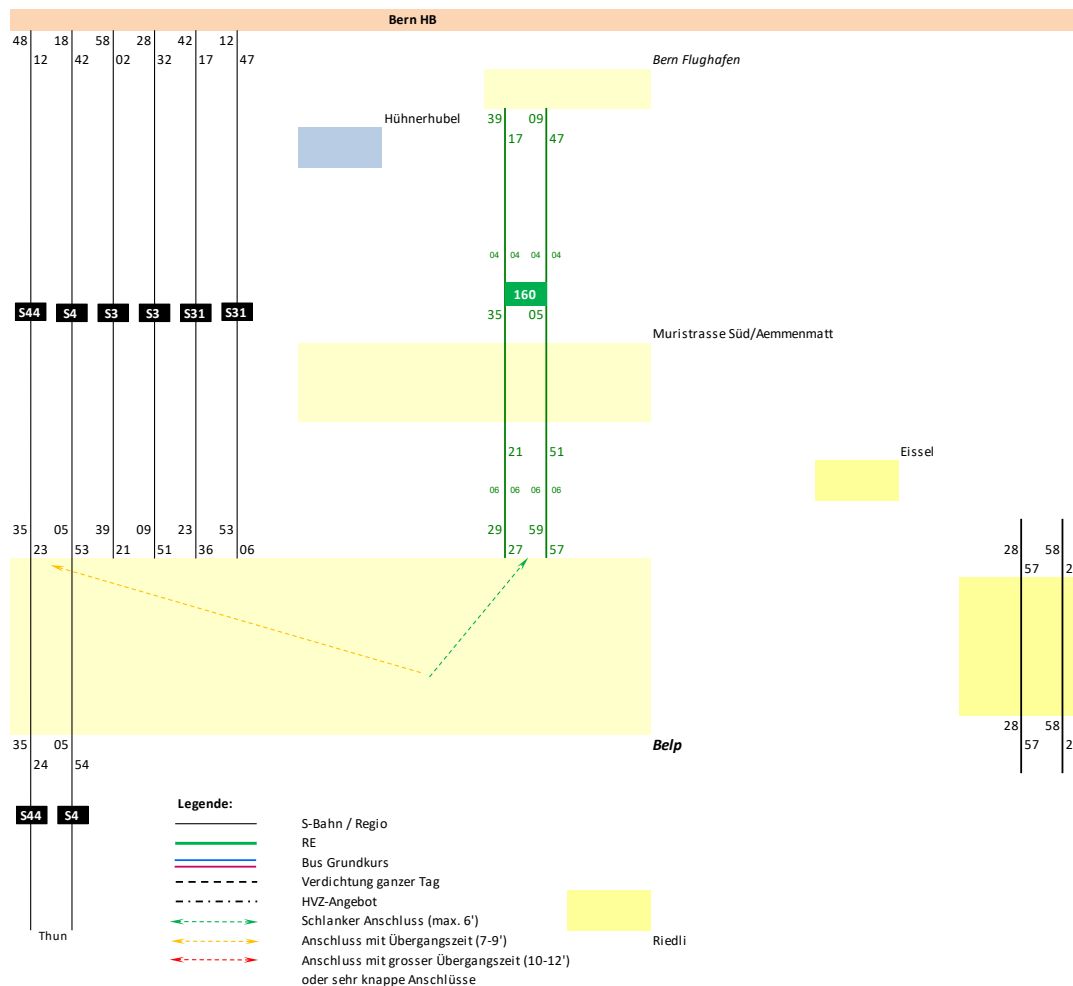 Bern HB
48 18 58 28 42 12
12 42 02 32 17 47
Bern Flughafen
Hühnerhubel
39 09
17 47
04 04 04 04
160
S44 S4 S3 S3 S31 S31
35 05
Muristrasse Süd/Aemmenmatt
21 51
Eissel
06 06 06 06
35 05 39 09 23 53
29 59
23 53 21 51 36 06
27 57
28 58
57 2
28 58
57 2
35 05
Belp
24 54
Legende:
S44 S4
S-Bahn / Regio
RE
Bus Grundkurs
Verdichtung ganzer Tag
HVZ-Angebot
Schlanker Anschluss (max. 6')
Thun
Anschluss mit Übergangszeit (7-9')
Riedli
Anschluss mit grosser Übergangszeit (10-12')
oder sehr knappe Anschlüsse